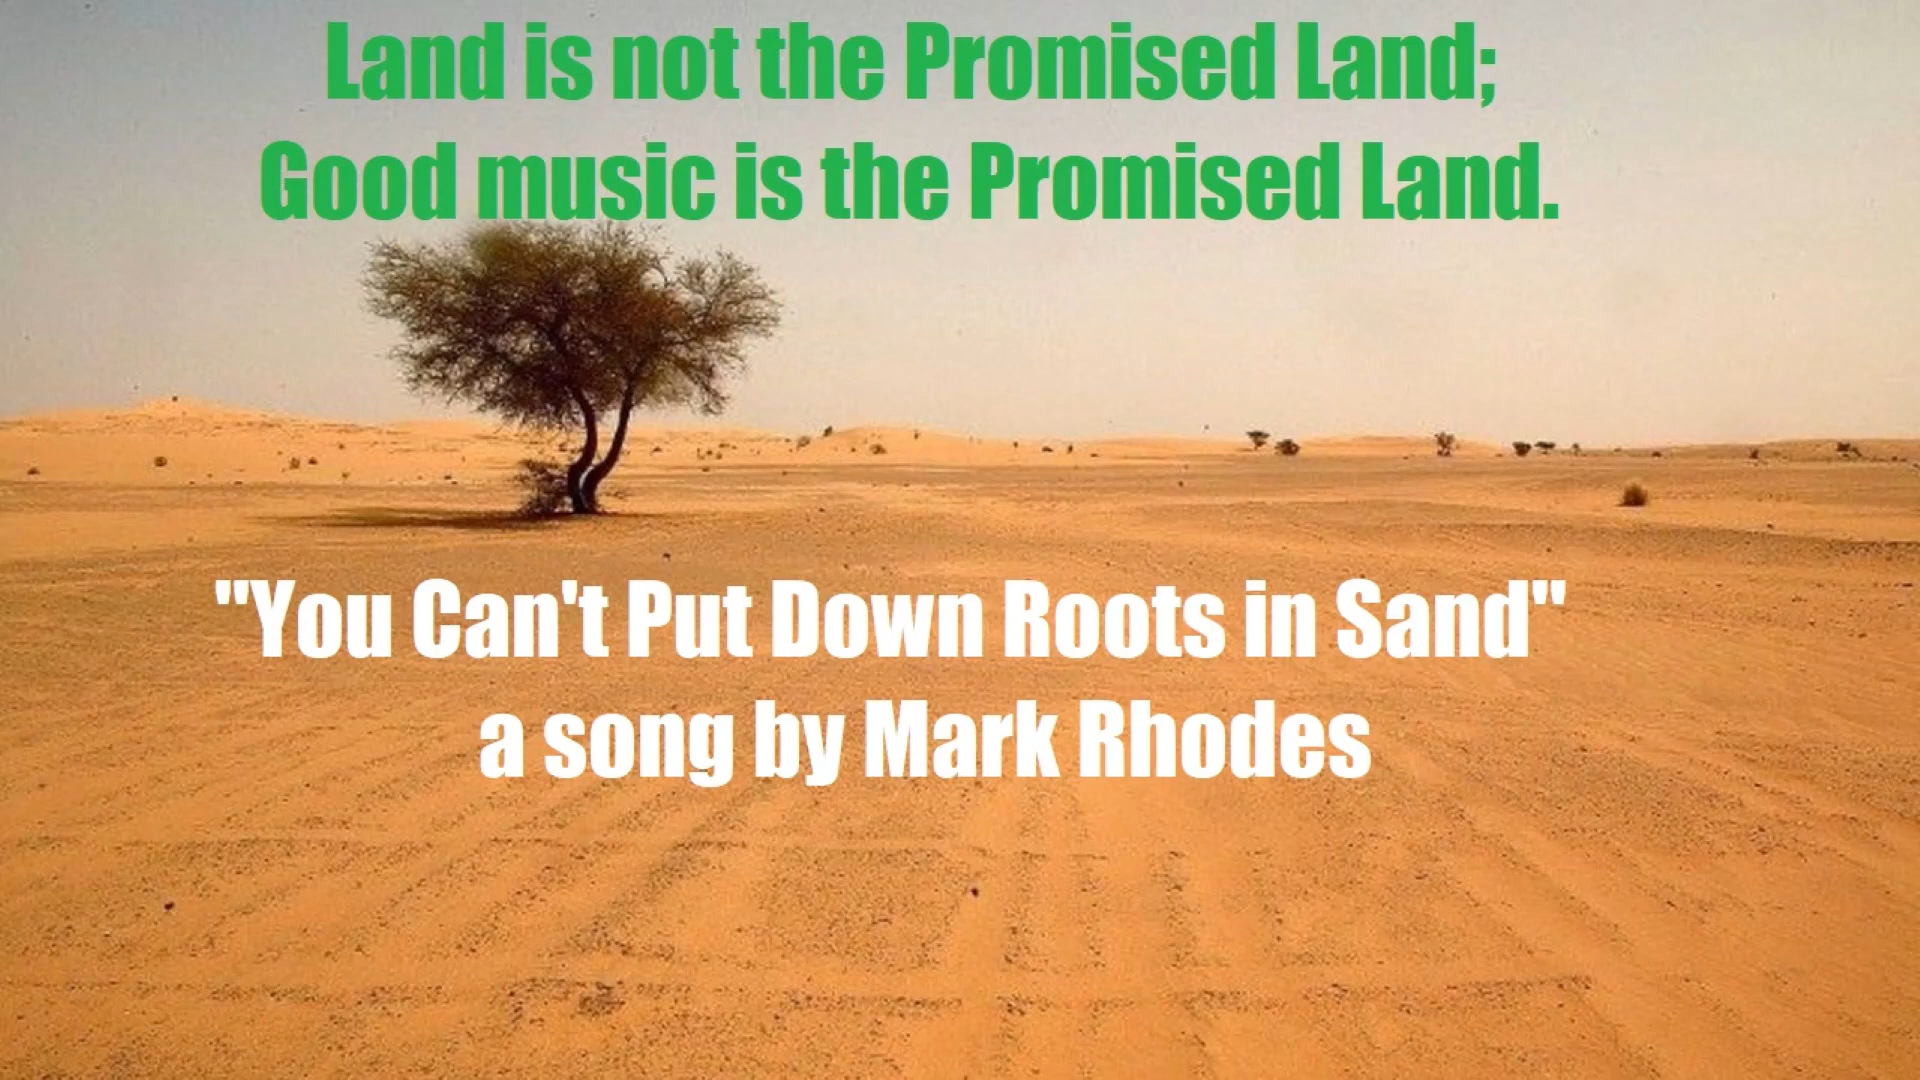 Land is not the Promised Land;
Good music is the Promised Land.
"You Can't Put Down Roots in Sand"
a song by Mark Rhodes